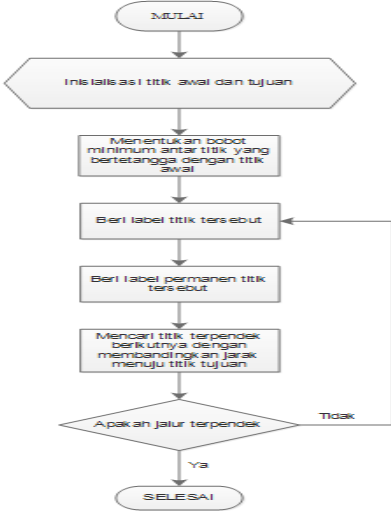 MULAI
Inisialisasi titik awal dan tujuan
Menentukan bobot
minimum antar titik yang
bertetangga dengan titik
awal
Beri label titik tersebut
Beri label permanen titik
tersebut
Mencari titik terpendek
berikutnya dengan
membandingkan jarak
menuju titik tujuan
Apakah jalur terpendek
Tidak
Ya
SELESAI